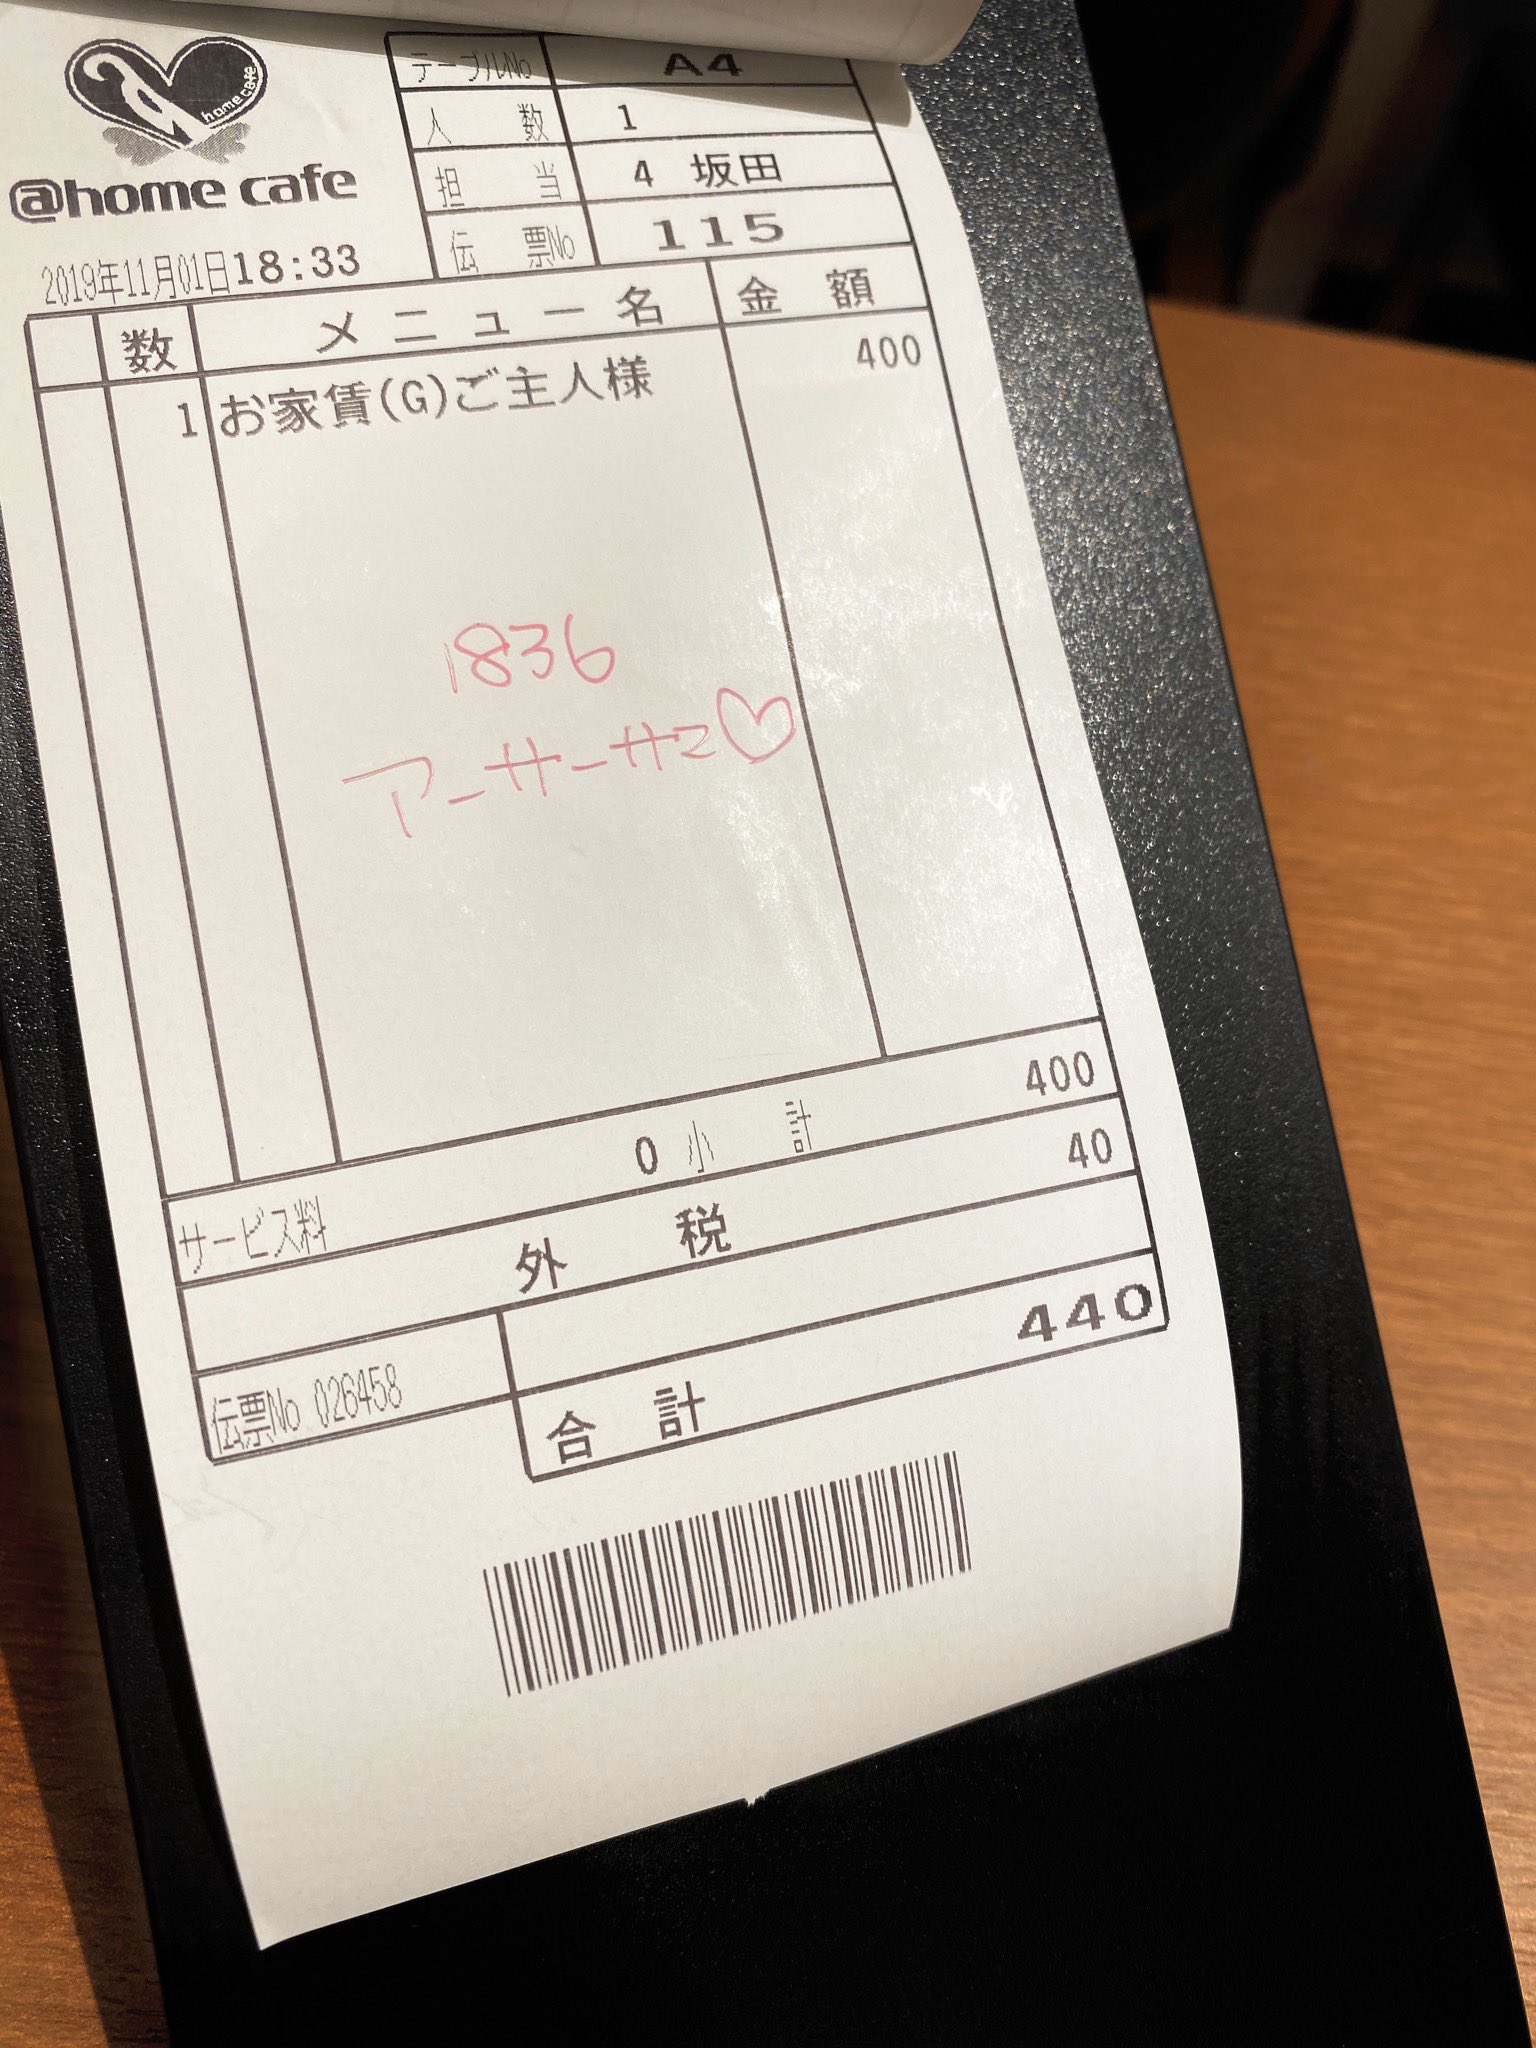 a home cafe
@home cafe
テーブルNo A4
人数 1
担当 4 坂田
伝票No 115
2019年11月01日18:33
数 メニュー名 金額
1 お家賃(G)ご主人様 400
1836
アーサーサマ♡
サービス料 0 小計 400
外税 40
合計 440
伝票No 026458